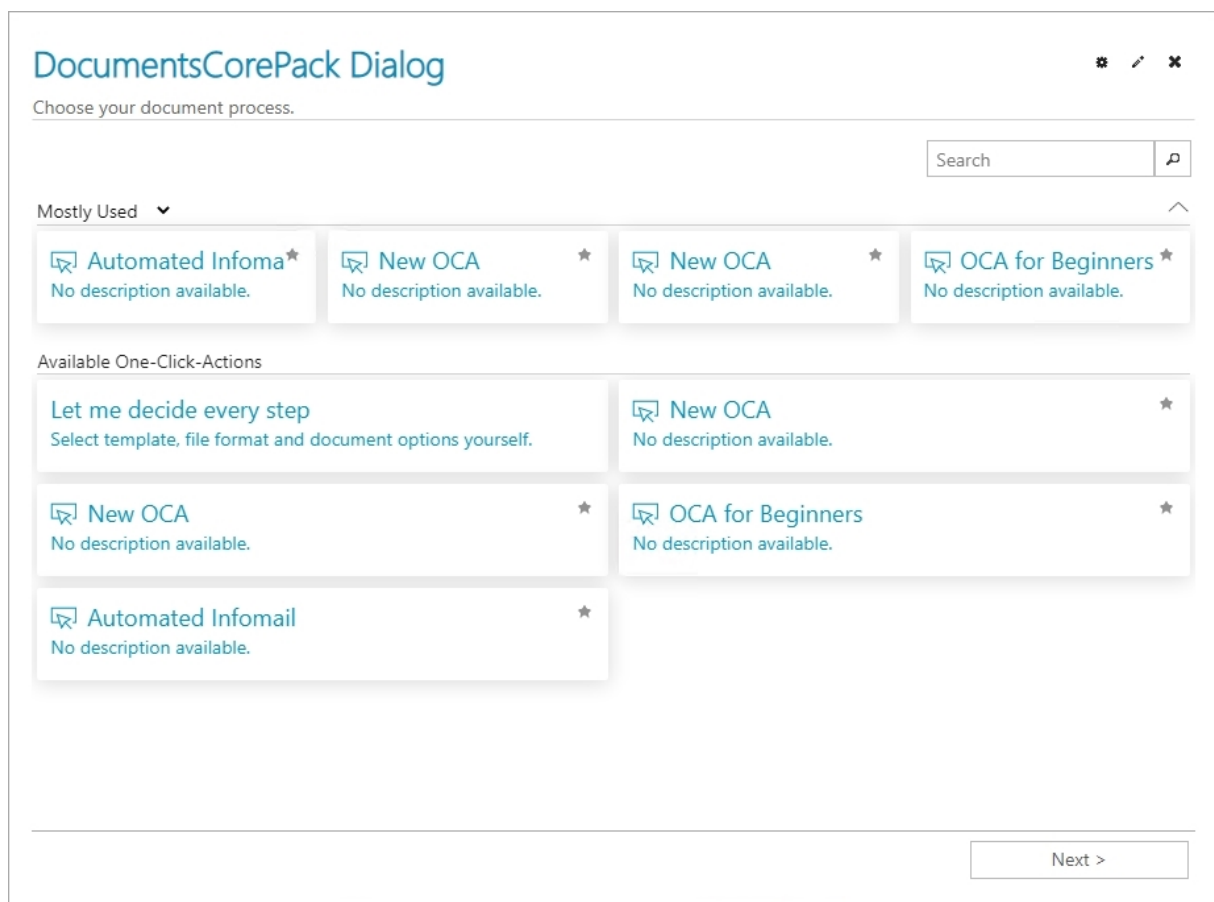 DocumentsCorePack Dialog
Choose your document process.
Search
Mostly Used
Automated Infoma
No description available.
New OCA
No description available.
New OCA
No description available.
OCA for Beginners
No description available.
Available One-Click-Actions
Let me decide every step
Select template, file format and document options yourself.
New OCA
No description available.
New OCA
No description available.
OCA for Beginners
No description available.
Automated Infomail
No description available.
Next >